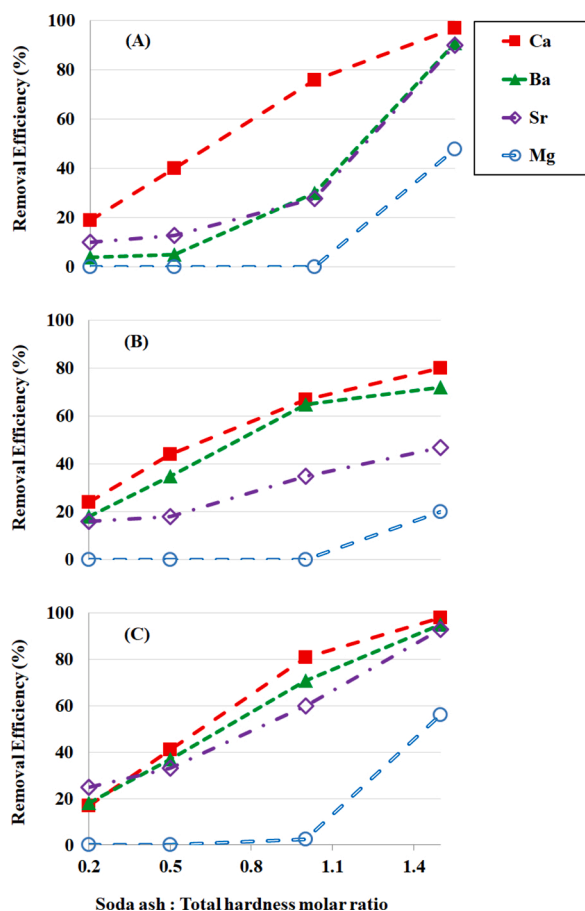 (A)
Removal Efficiency (%)
100
80
60
40
20
0
Ca
Ba
Sr
Mg
(B)
Removal Efficiency (%)
100
80
60
40
20
0
(C)
Removal Efficiency (%)
100
80
60
40
20
0
0.2 0.5 0.8 1.1 1.4
Soda ash : Total hardness molar ratio